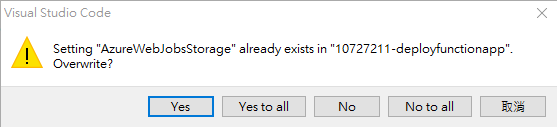 Visual Studio Code
Setting "AzureWebJobsStorage" already exists in "10727211-deployfunctionapp".
Overwrite?
Yes
Yes to all
No
No to all
取消